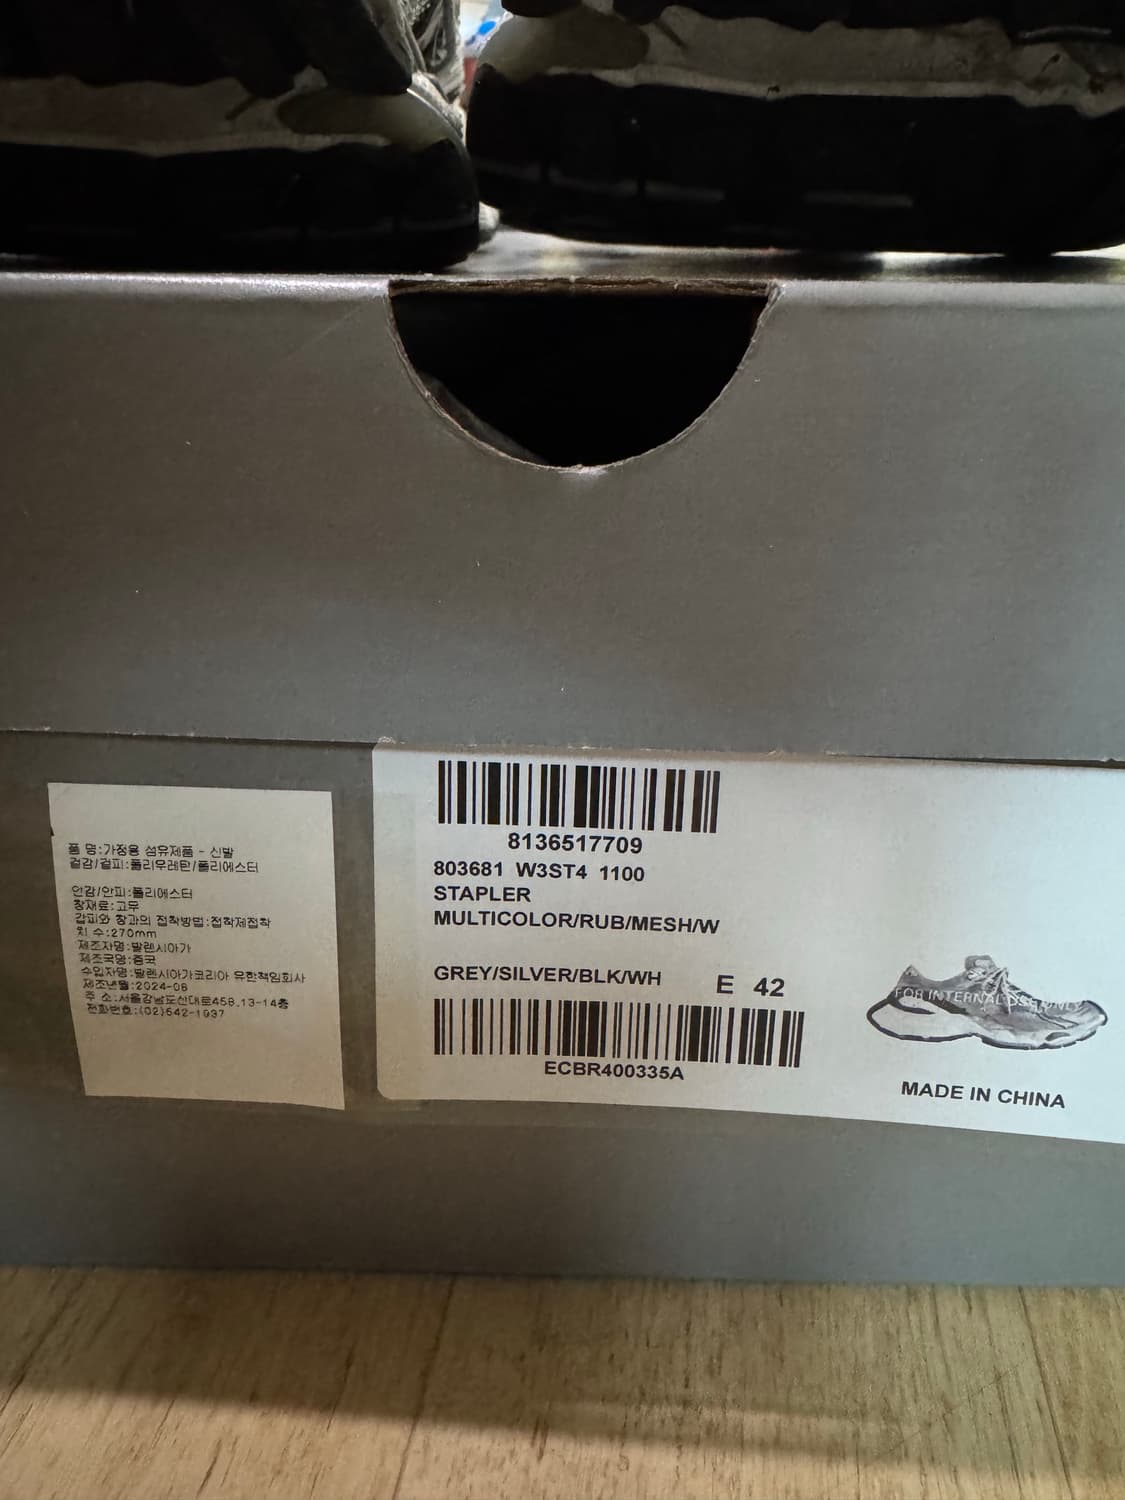 품 명:가정용 섬유제품 - 신발
겉감/겉피:폴리우레탄/폴리에스터
안감/안피:폴리에스터
창재료:고무
갑피와 창과의 접착방법:접착제접착
치 수:270mm
제조자명:발렌시아가
제조국명:중국
수입자명:발렌시아가코리아 유한책임회사
제조년월:2024-08
주 소:서울강남도산대로458,13-14층
전화번호:(02)542-1937
8136517709
803681 W3ST4 1100
STAPLER
MULTICOLOR/RUB/MESH/W
GREY/SILVER/BLK/WH E 42
ECBR400335A
FOR INTERNAL USE ONLY
MADE IN CHINA